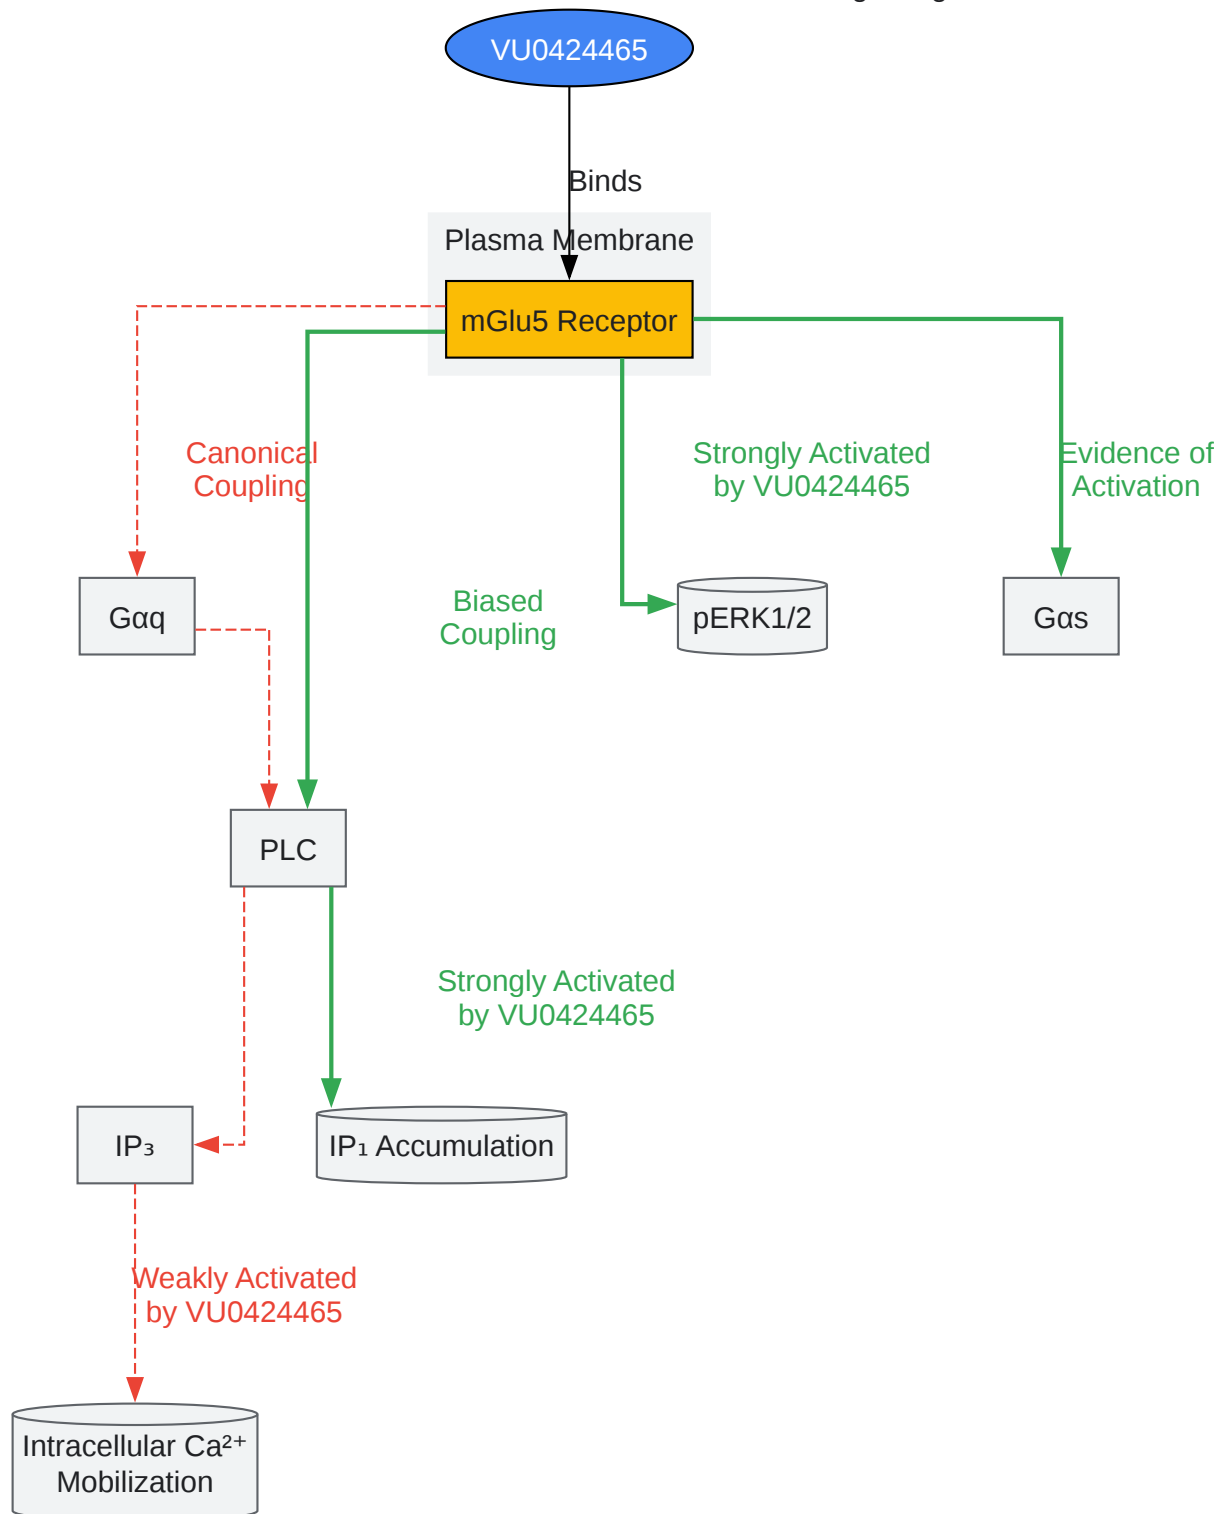 VU0424465
Binds
Plasma Membrane
mGlu5 Receptor
Canonical
Coupling
Strongly Activated
by VU0424465
Evidence of
Activation
Biased
Coupling
Gαq
pERK1/2
Gαs
PLC
Strongly Activated
by VU0424465
IP₃
IP₁ Accumulation
Weakly Activated
by VU0424465
Intracellular Ca²⁺
Mobilization